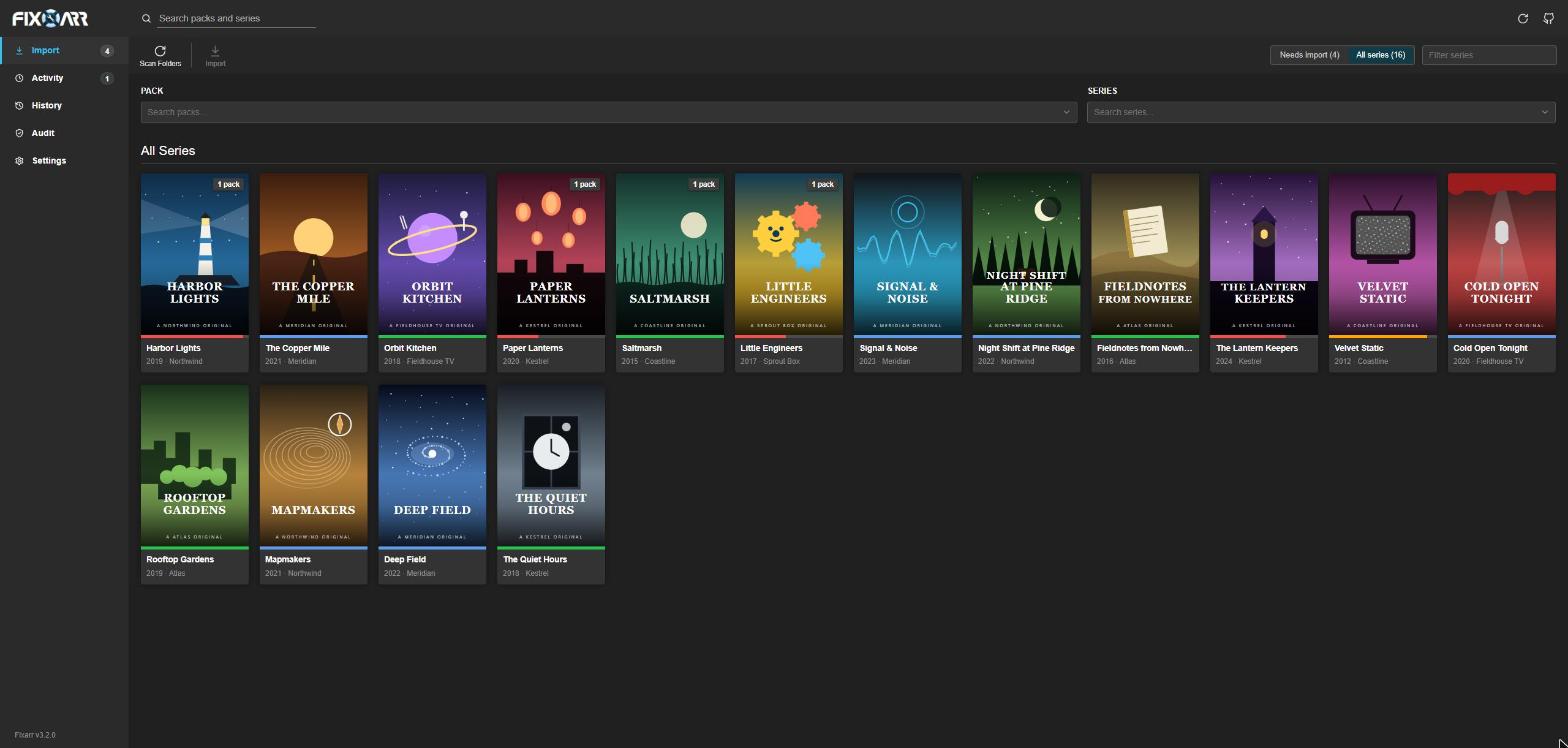 FIXARR
Search packs and series
Import 4
Activity 1
History
Audit
Settings
Scan Folders
Import
Needs import (4)
All series (16)
Filter series
PACK
Search packs...
SERIES
Search series...
All Series
1 pack
HARBOR
LIGHTS
A NORTHWIND ORIGINAL
Harbor Lights
2019 · Northwind
THE COPPER
MILE
A MERIDIAN ORIGINAL
The Copper Mile
2021 · Meridian
ORBIT
KITCHEN
A FIELDHOUSE TV ORIGINAL
Orbit Kitchen
2018 · Fieldhouse TV
1 pack
PAPER
LANTERNS
A KESTREL ORIGINAL
Paper Lanterns
2020 · Kestrel
1 pack
SALTMARSH
A COASTLINE ORIGINAL
Saltmarsh
2015 · Coastline
1 pack
LITTLE
ENGINEERS
A SPROUT BOX ORIGINAL
Little Engineers
2017 · Sprout Box
SIGNAL &
NOISE
A MERIDIAN ORIGINAL
Signal & Noise
2023 · Meridian
NIGHT SHIFT
AT PINE
RIDGE
A NORTHWIND ORIGINAL
Night Shift at Pine Ridge
2022 · Northwind
FIELDNOTES
FROM NOWHERE
A ATLAS ORIGINAL
Fieldnotes from Nowh...
2016 · Atlas
THE LANTERN
KEEPERS
A KESTREL ORIGINAL
The Lantern Keepers
2024 · Kestrel
VELVET
STATIC
A COASTLINE ORIGINAL
Velvet Static
2012 · Coastline
COLD OPEN
TONIGHT
A FIELDHOUSE TV ORIGINAL
Cold Open Tonight
2020 · Fieldhouse TV
ROOFTOP
GARDENS
A ATLAS ORIGINAL
Rooftop Gardens
2019 · Atlas
MAPMAKERS
A NORTHWIND ORIGINAL
Mapmakers
2021 · Northwind
DEEP FIELD
A MERIDIAN ORIGINAL
Deep Field
2022 · Meridian
THE QUIET
HOURS
A KESTREL ORIGINAL
The Quiet Hours
2018 · Kestrel
Fixarr v3.2.0